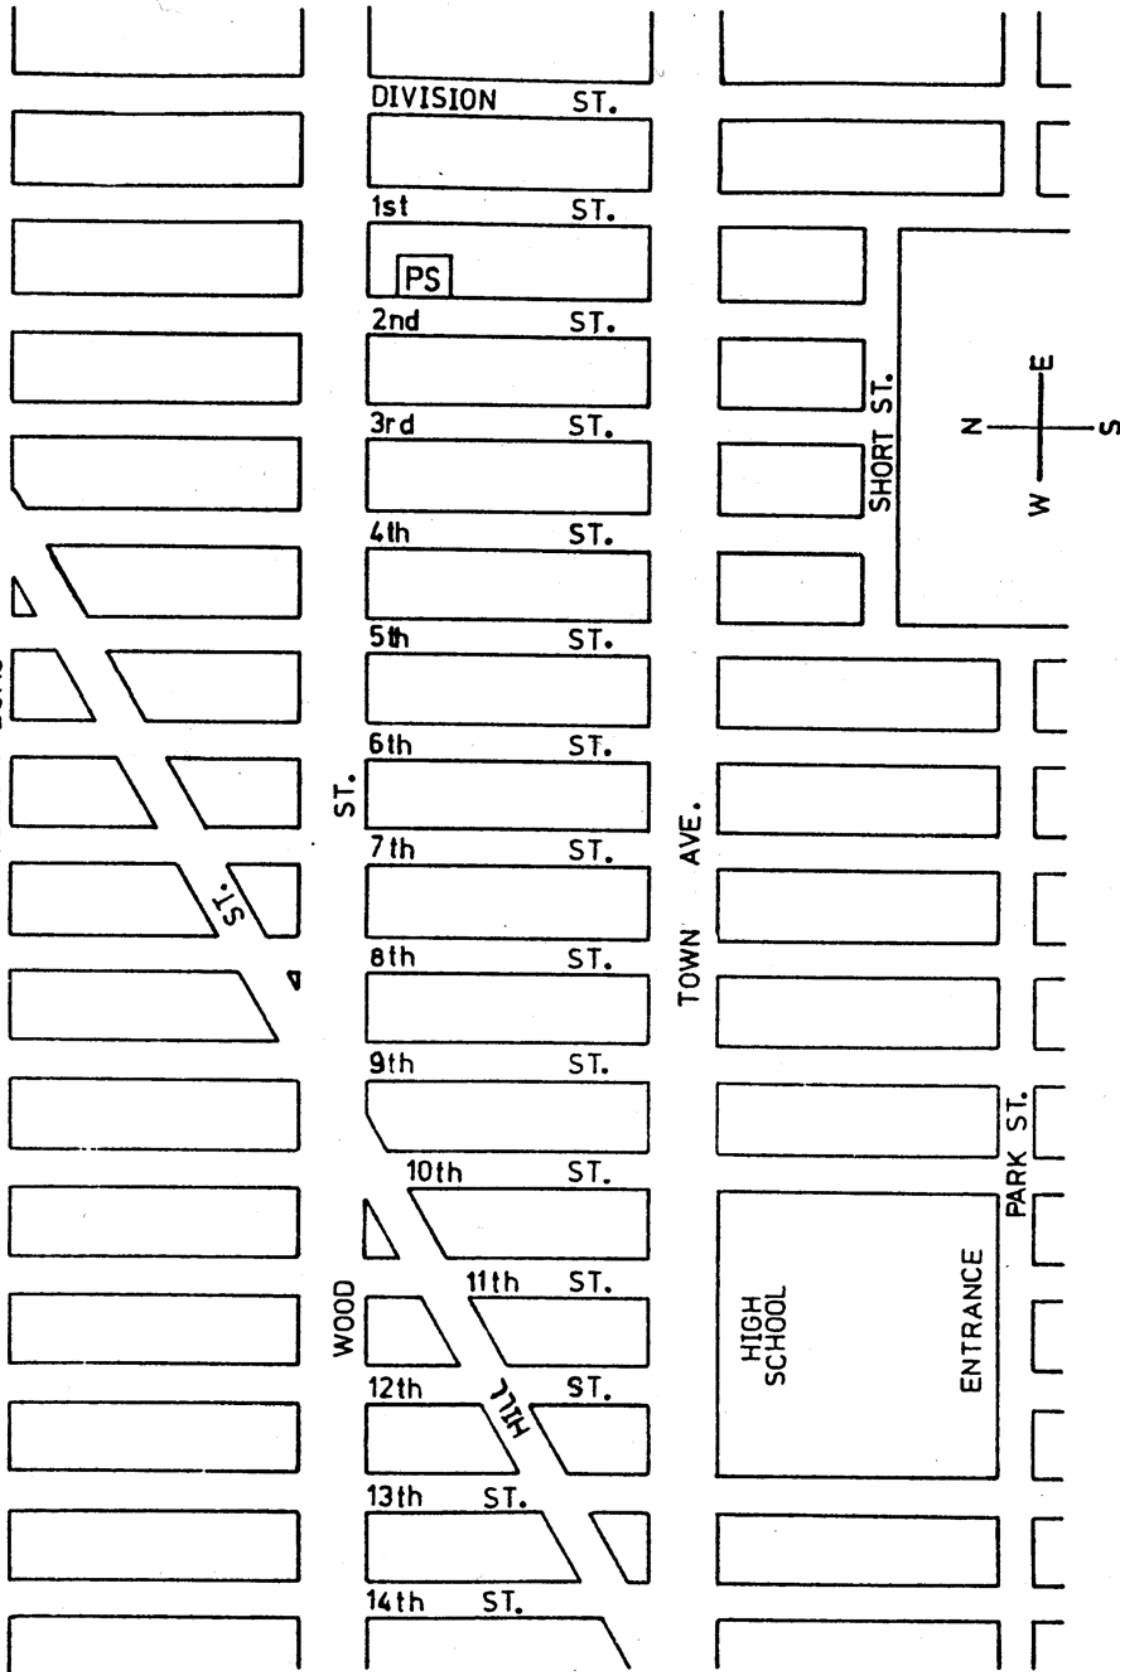 DIVISION ST.
1st ST.
PS
2nd ST.
3rd ST.
4th ST.
5th ST.
6th ST.
7th ST.
8th ST.
9th ST.
10th ST.
11th ST.
12th ST.
13th ST.
14th ST.
WOOD ST.
HILL ST.
TOWN AVE.
SHORT ST.
PARK ST.
HIGH
SCHOOL
ENTRANCE
N
E
S
W